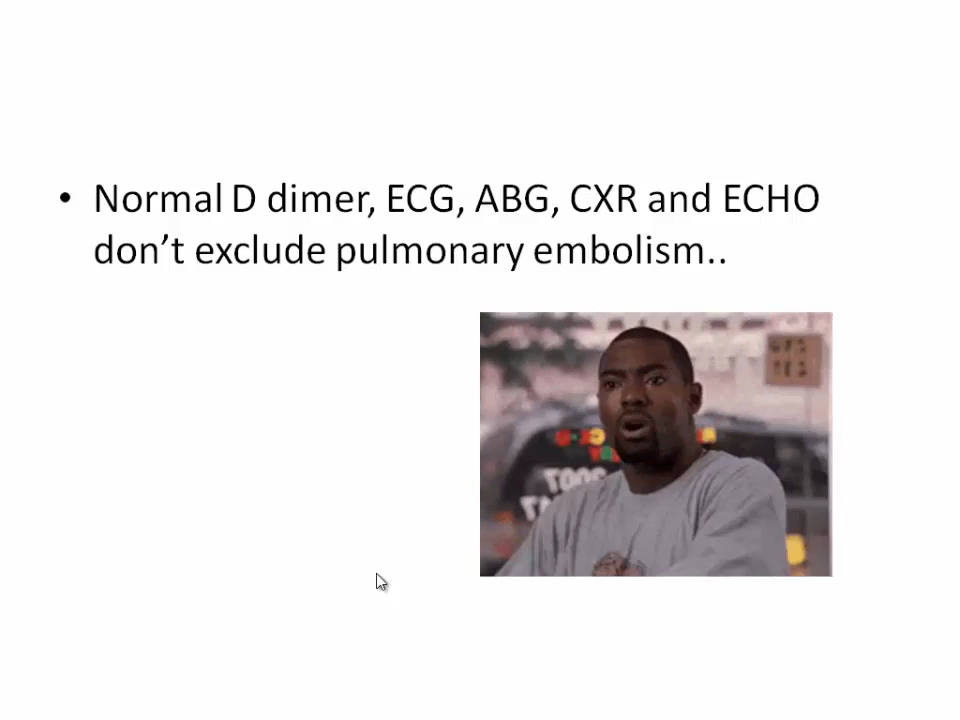 • Normal D dimer, ECG, ABG, CXR and ECHO
don’t exclude pulmonary embolism..